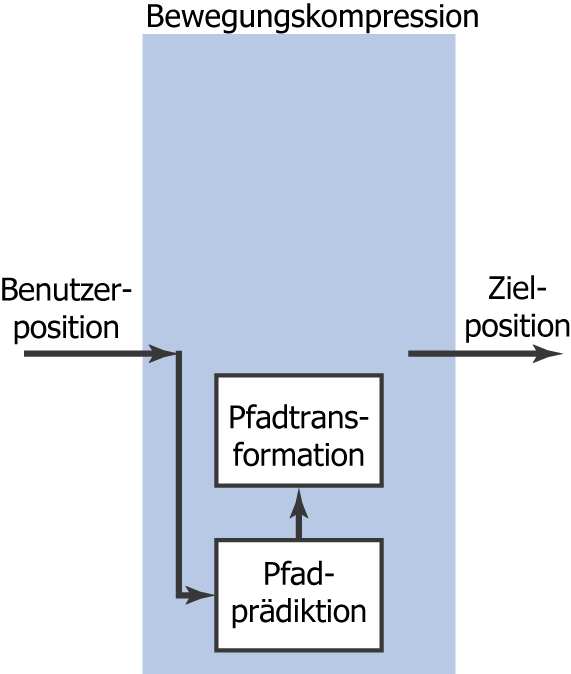 Bewegungskompression
Benutzer-
position
Ziel-
position
Pfadtrans-
formation
Pfad-
prädiktion